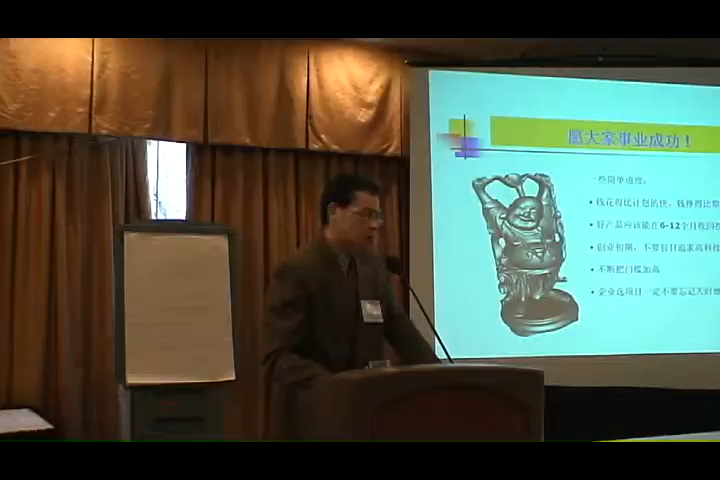 愿大家事业成功！
一些简单道理：
•钱花得比计划的快，钱挣得比
•好产品应该能在6-12个月收回
•创业初期，不要盲目追求高科技
•不断把门槛加高
•企业选项目一定不要忘记天时